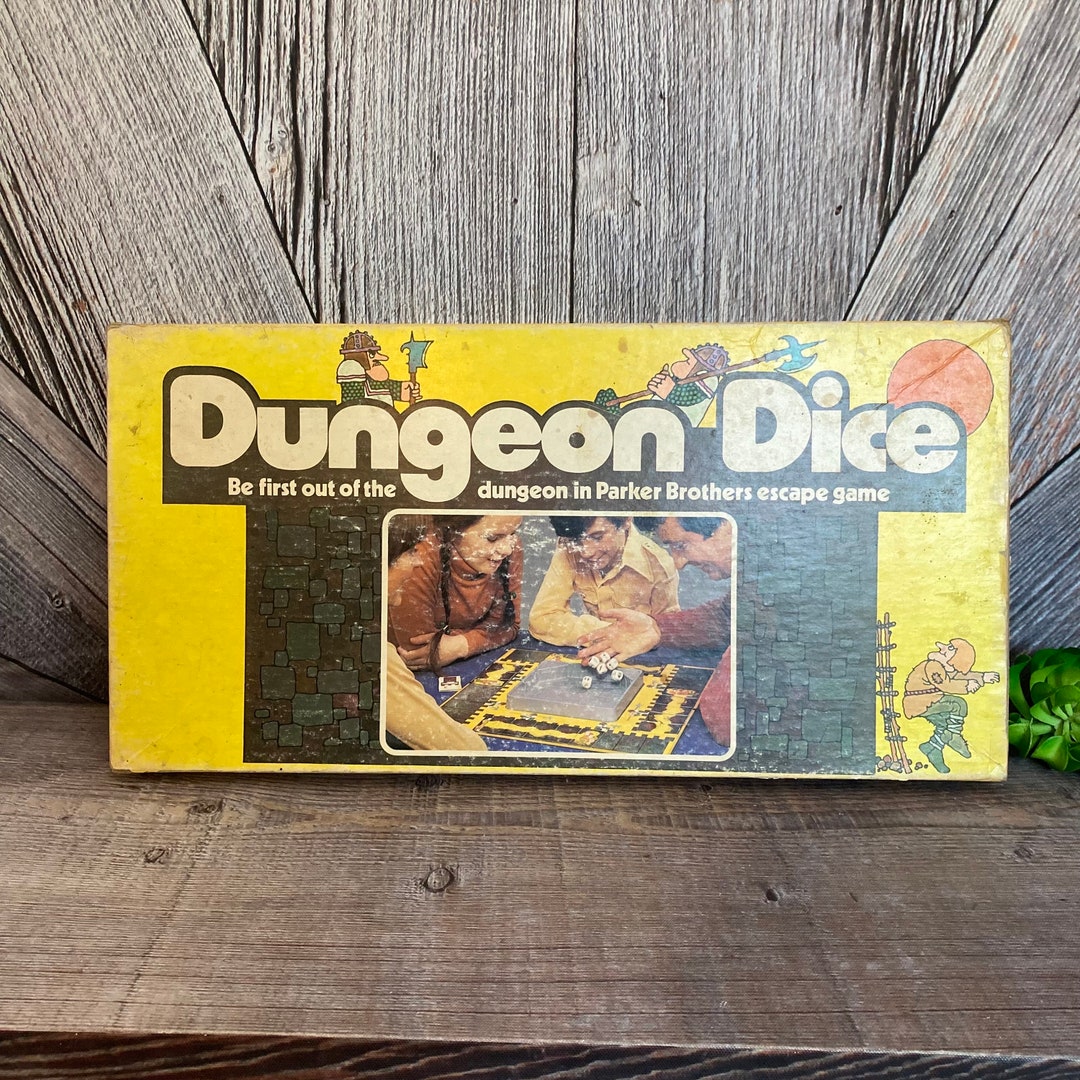 Dungeon Dice
Be first out of the dungeon in Parker Brothers escape game